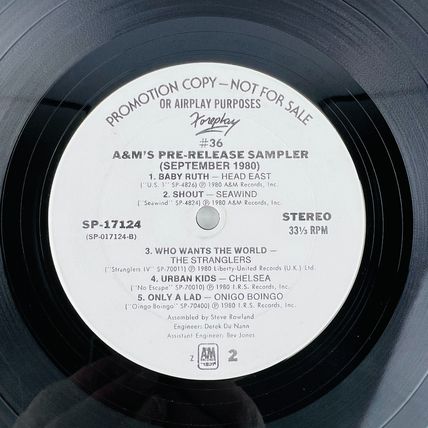 PROMOTION COPY — NOT FOR SALE
OR AIRPLAY PURPOSES
Foreplay
#36
A&M'S PRE-RELEASE SAMPLER
(SEPTEMBER 1980)
1. BABY RUTH — HEAD EAST
("U.S. 1" SP-4826) Ⓟ 1980 A&M Records, Inc.
2. SHOUT — SEAWIND
("Seawind" SP-4824) Ⓟ 1980 A&M Records, Inc.
SP-17124
(SP-017124-B)
STEREO
33⅓ RPM
3. WHO WANTS THE WORLD —
THE STRANGLERS
("Stranglers IV" SP-70011) Ⓟ 1980 Liberty-United Records (U.K.) Ltd.
4. URBAN KIDS — CHELSEA
("No Escape" SP-70010) Ⓟ 1980 I.R.S. Records, Inc.
5. ONLY A LAD — ONIGO BOINGO
("Oingo Boingo" SP-70400) Ⓟ 1980 I.R.S. Records, Inc.
Assembled by Steve Rowland
Engineer: Derek Du Nann
Assistant Engineer: Bev Jones
Z
AM
2